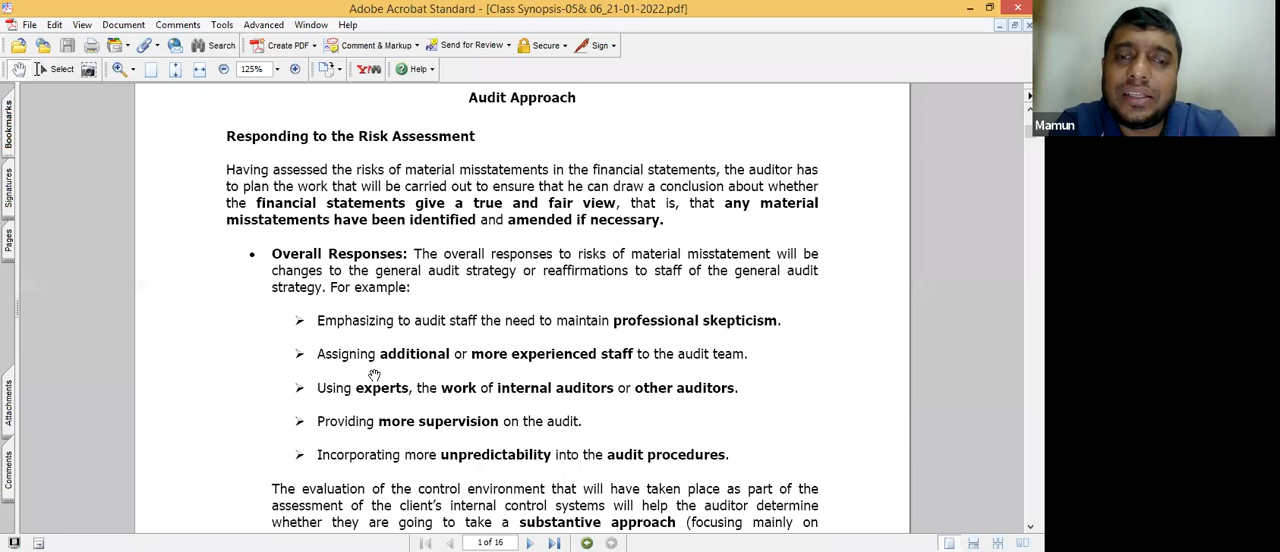 Adobe Acrobat Standard - [Class Synopsis-05& 06_21-01-2022.pdf]
File Edit View Document Comments Tools Advanced Window Help
Search Create PDF Comment & Markup Send for Review Secure Sign
Select 125% Y! Help
Bookmarks
Signatures
Pages
Attachments
Comments
Audit Approach
Responding to the Risk Assessment
Having assessed the risks of material misstatements in the financial statements, the auditor has
to plan the work that will be carried out to ensure that he can draw a conclusion about whether
the financial statements give a true and fair view, that is, that any material
misstatements have been identified and amended if necessary.
• Overall Responses: The overall responses to risks of material misstatement will be
changes to the general audit strategy or reaffirmations to staff of the general audit
strategy. For example:
➢ Emphasizing to audit staff the need to maintain professional skepticism.
➢ Assigning additional or more experienced staff to the audit team.
➢ Using experts, the work of internal auditors or other auditors.
➢ Providing more supervision on the audit.
➢ Incorporating more unpredictability into the audit procedures.
The evaluation of the control environment that will have taken place as part of the
assessment of the client's internal control systems will help the auditor determine
whether they are going to take a substantive approach (focusing mainly on
1 of 16
Mamun